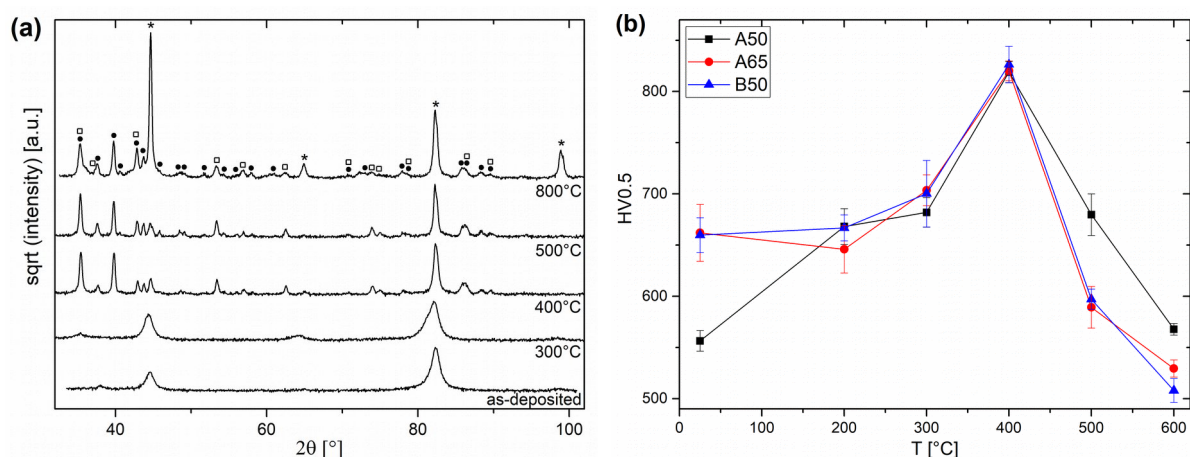 (a)
sqrt (intensity) [a.u.]
800°C
500°C
400°C
300°C
as-deposited
40 60 80 100
2θ [°]
(b)
A50
A65
B50
HV0.5
800
700
600
500
0 100 200 300 400 500 600
T [°C]